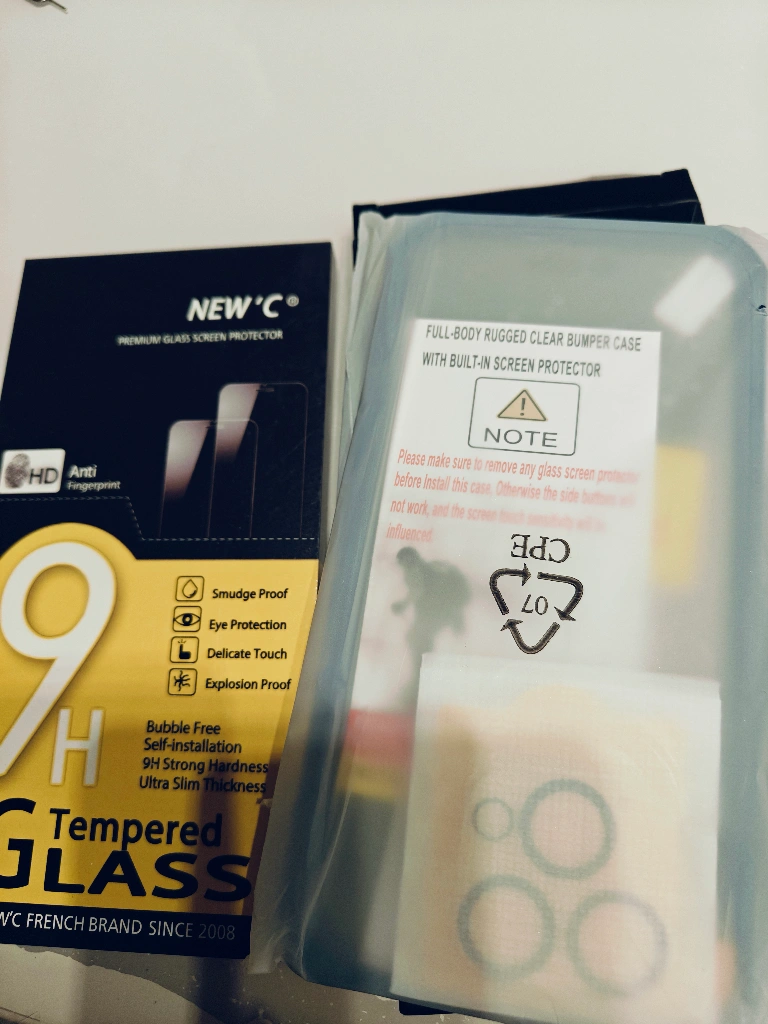 NEW'C®
PREMIUM GLASS SCREEN PROTECTOR
HD Anti
Fingerprint
9H
Smudge Proof
Eye Protection
Delicate Touch
Explosion Proof
Bubble Free
Self-installation
9H Strong Hardness
Ultra Slim Thickness
Tempered
GLASS
W'C FRENCH BRAND SINCE 2008
FULL-BODY RUGGED CLEAR BUMPER CASE
WITH BUILT-IN SCREEN PROTECTOR
NOTE
Please make sure to remove any glass screen protector
before Install this case. Otherwise the side buttons will
not work, and the screen touch sensitivity will be
influenced.
CPE
07